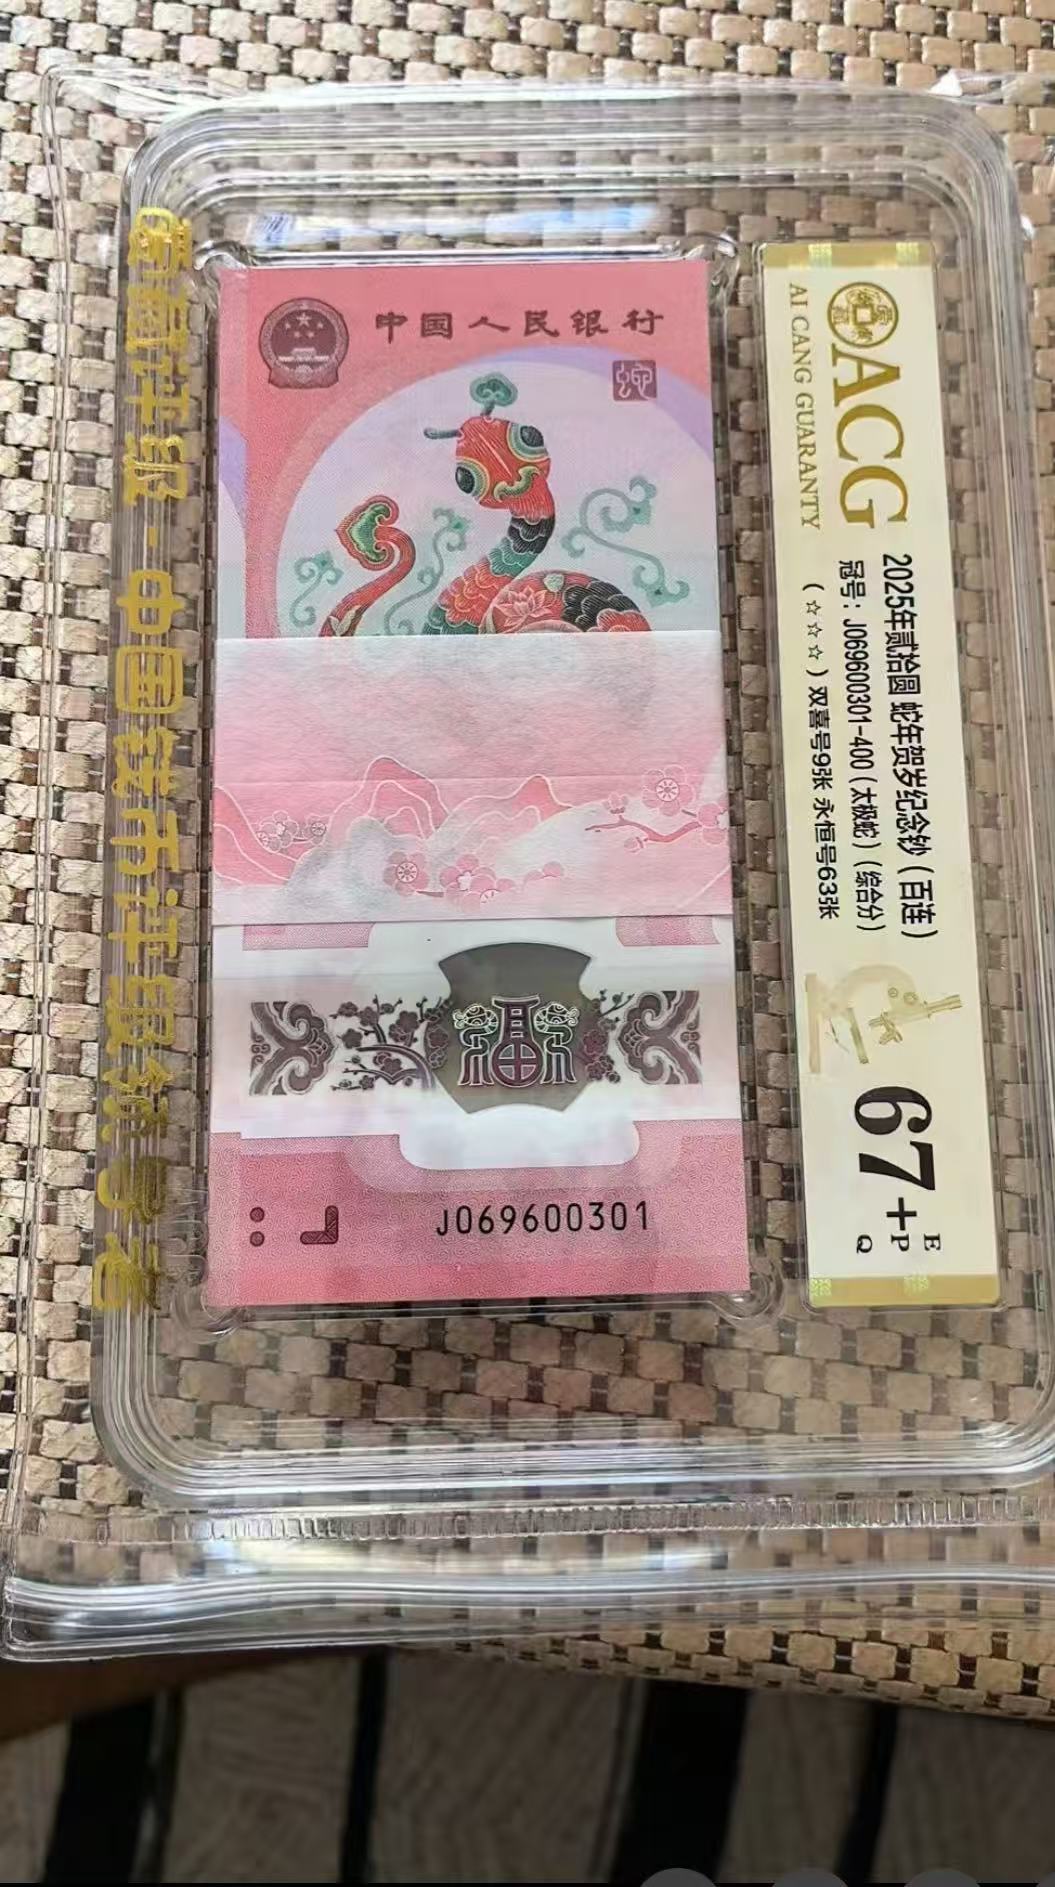 中国人民银行
蛇
福
J069600301
ACG
AI CANG GUARANTY
2025年贰拾圆 蛇年贺岁纪念钞（百连）
冠号：J069600301-400（太极蛇）（综合分）
（☆☆☆）双喜号9张 永恒号63张
67+
E
P
Q
爱藏评级-中国钱币评级领导者